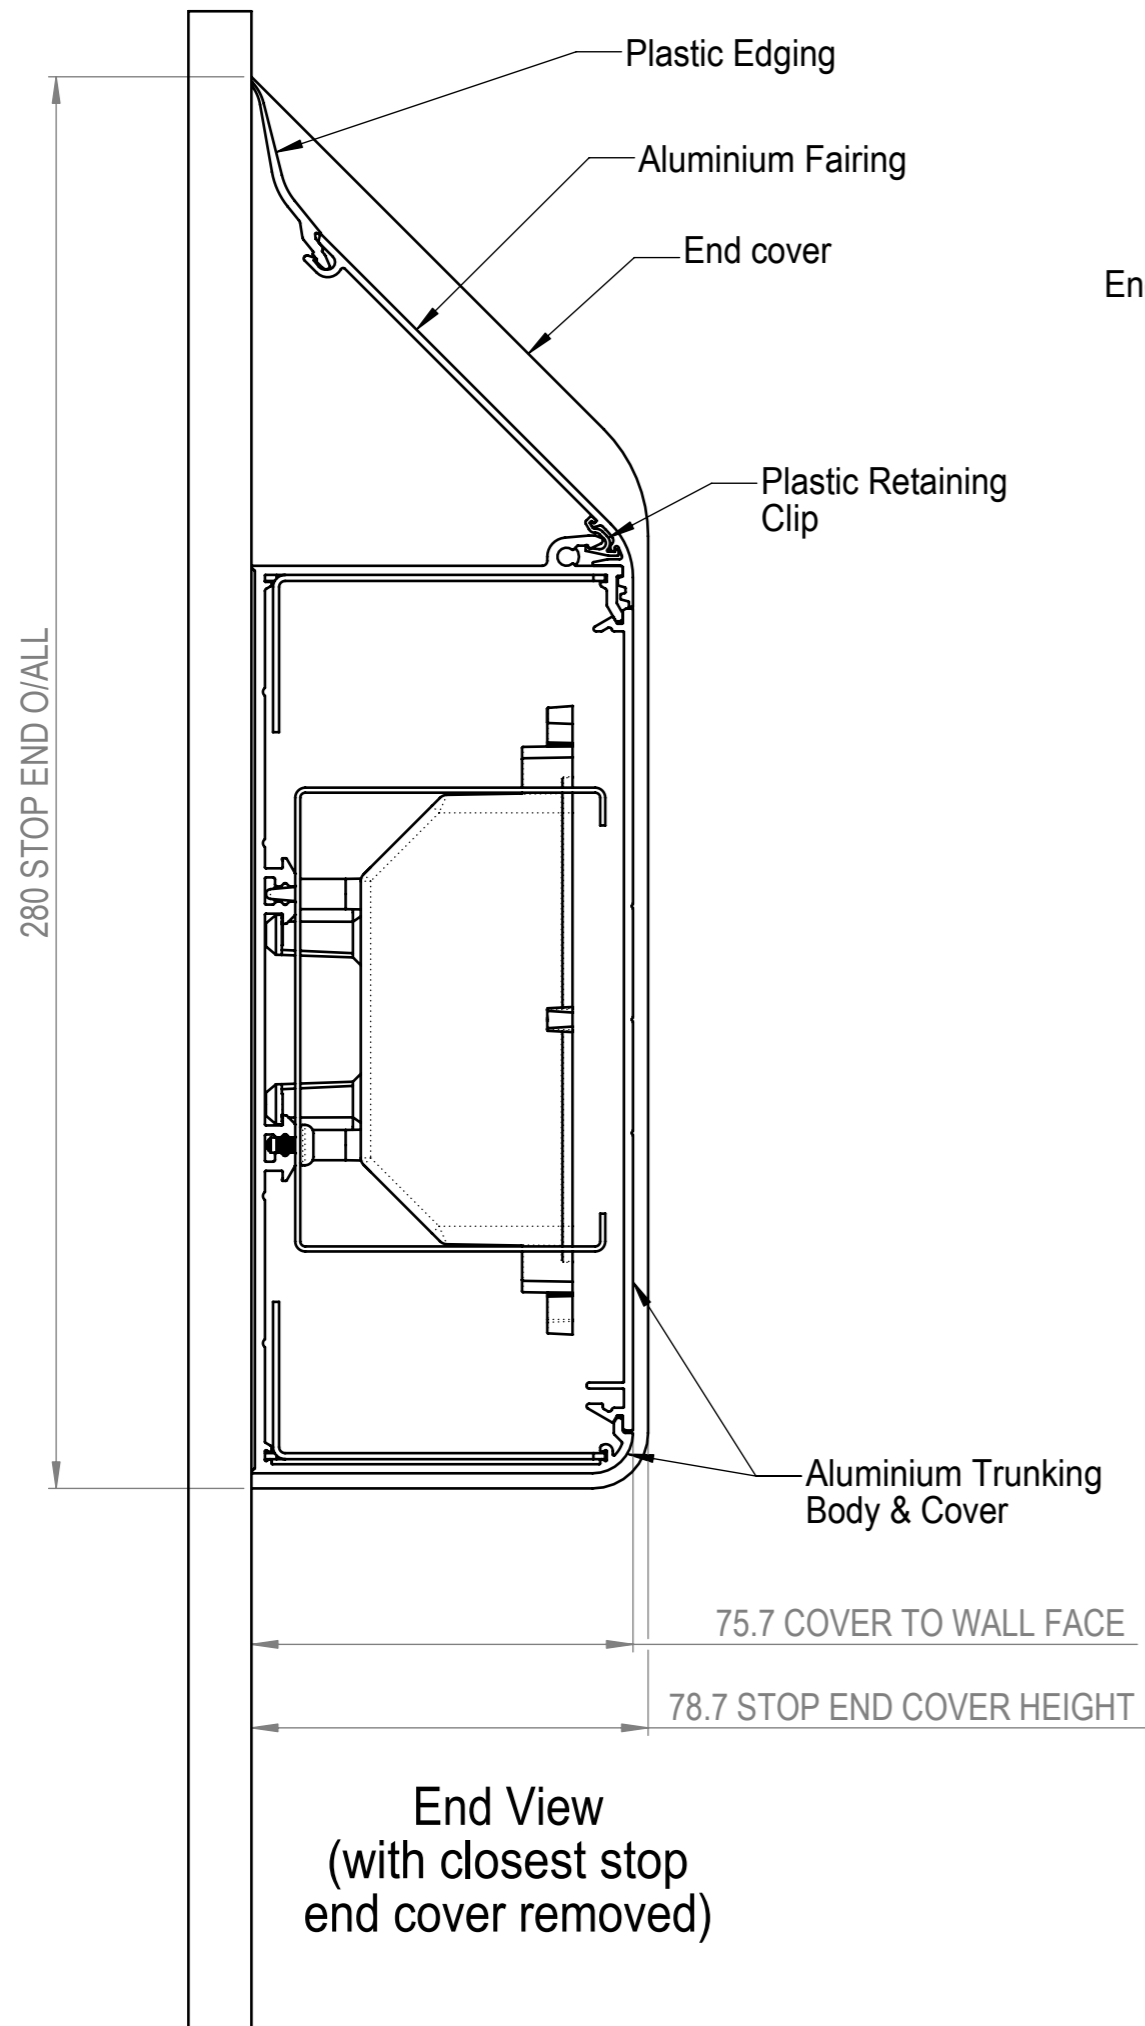 Plastic Edging
Aluminium Fairing
End cover
En
Plastic Retaining
Clip
280 STOP END O/ALL
Aluminium Trunking
Body & Cover
75.7 COVER TO WALL FACE
78.7 STOP END COVER HEIGHT
End View
(with closest stop
end cover removed)